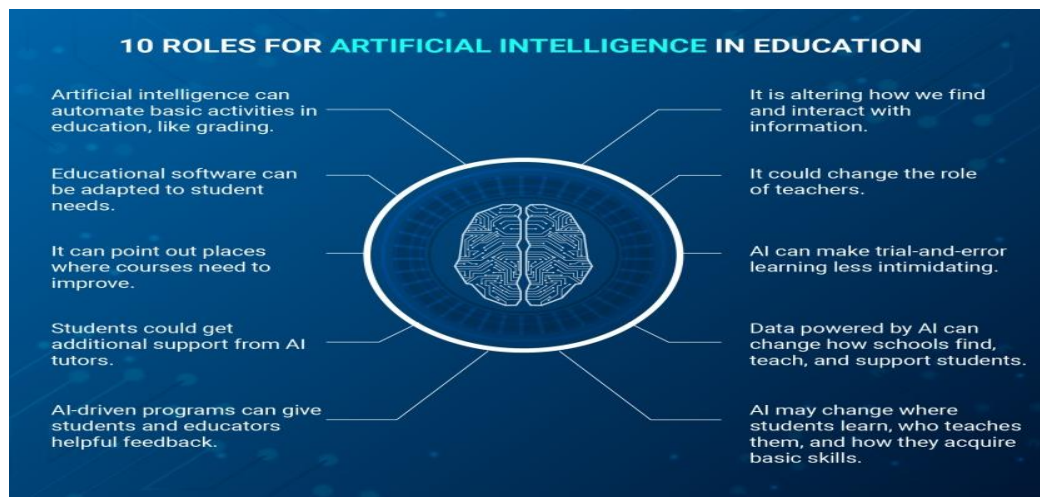 10 ROLES FOR ARTIFICIAL INTELLIGENCE IN EDUCATION
Artificial intelligence can
automate basic activities in
education, like grading.
Educational software can
be adapted to student
needs.
It can point out places
where courses need to
improve.
Students could get
additional support from AI
tutors.
AI-driven programs can give
students and educators
helpful feedback.
It is altering how we find
and interact with
information.
It could change the role
of teachers.
AI can make trial-and-error
learning less intimidating.
Data powered by AI can
change how schools find,
teach, and support students.
AI may change where
students learn, who teaches
them, and how they acquire
basic skills.